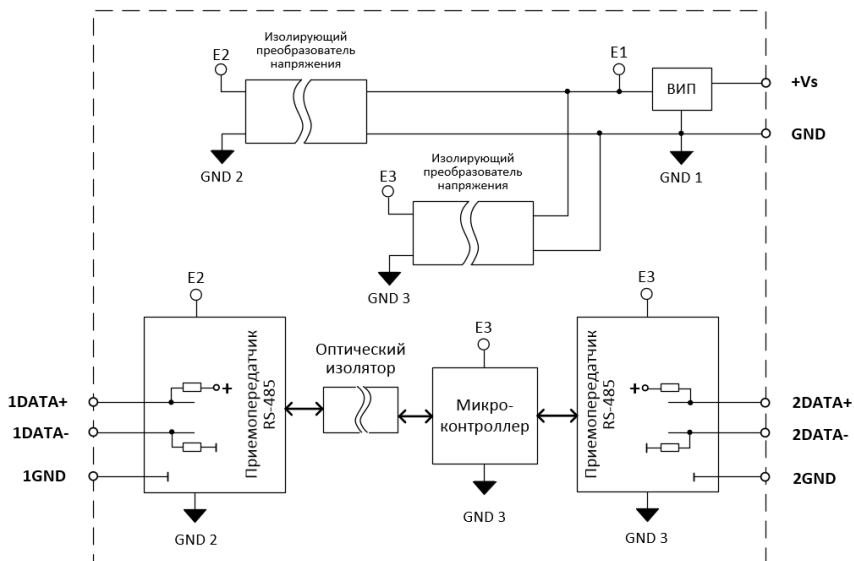 Изолирующий
преобразователь
напряжения
E2
E1
ВИП
+Vs
GND
GND 2
GND 1
Изолирующий
преобразователь
напряжения
E3
GND 3
E2
E3
E3
Оптический
изолятор
Приемопередатчик
RS-485
+
Микро-
контроллер
Приемопередатчик
RS-485
+
1DATA+
1DATA-
1GND
2DATA+
2DATA-
2GND
GND 2
GND 3
GND 3